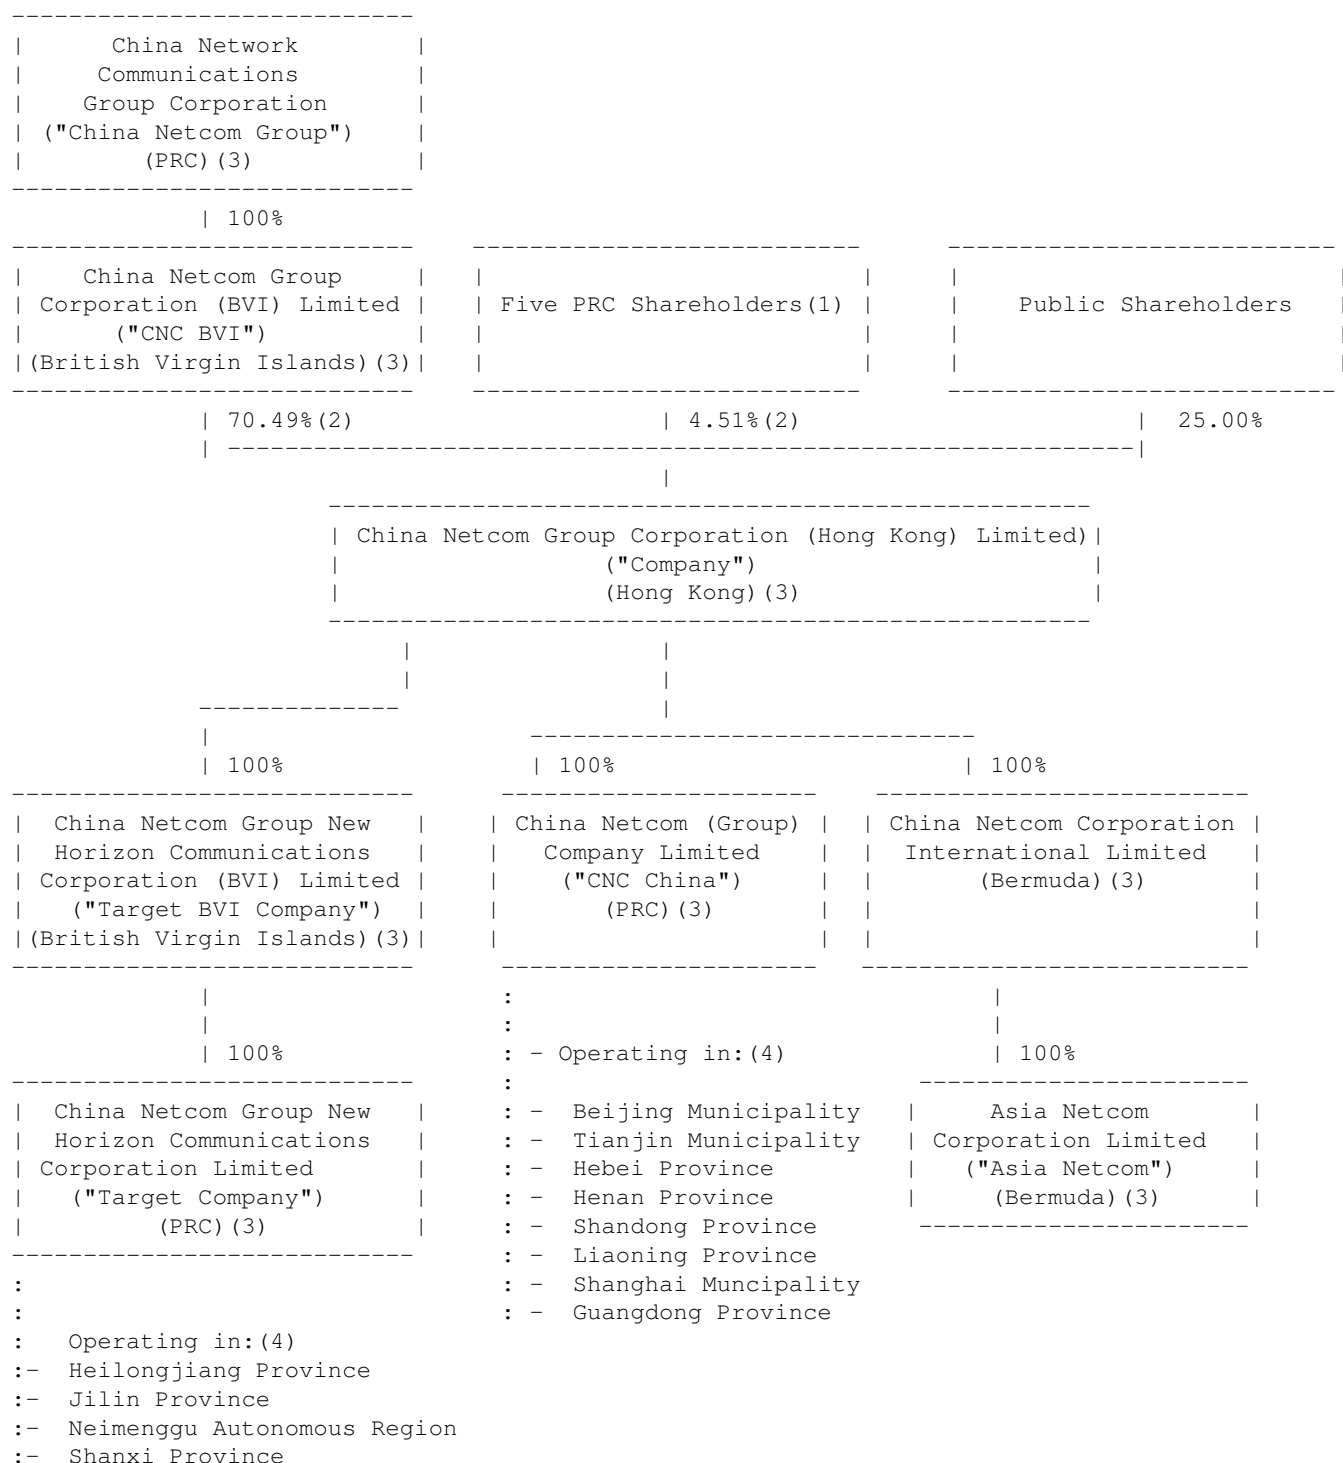 China Network
Communications
Group Corporation
("China Netcom Group")
(PRC)(3)
100%
China Netcom Group
Corporation (BVI) Limited
("CNC BVI")
(British Virgin Islands)(3)
Five PRC Shareholders(1)
Public Shareholders
70.49%(2) 4.51%(2) 25.00%
China Netcom Group Corporation (Hong Kong) Limited)
("Company")
(Hong Kong)(3)
100% 100% 100%
China Netcom Group New
Horizon Communications
Corporation (BVI) Limited
("Target BVI Company")
(British Virgin Islands)(3)
China Netcom (Group)
Company Limited
("CNC China")
(PRC)(3)
China Netcom Corporation
International Limited
(Bermuda)(3)
100%
China Netcom Group New
Horizon Communications
Corporation Limited
("Target Company")
(PRC)(3)
: Operating in:(4)
:- Heilongjiang Province
:- Jilin Province
:- Neimenggu Autonomous Region
:- Shanxi Province
: - Operating in:(4)
: - Beijing Municipality
: - Tianjin Municipality
: - Hebei Province
: - Henan Province
: - Shandong Province
: - Liaoning Province
: - Shanghai Muncipality
: - Guangdong Province
100%
Asia Netcom
Corporation Limited
("Asia Netcom")
(Bermuda)(3)